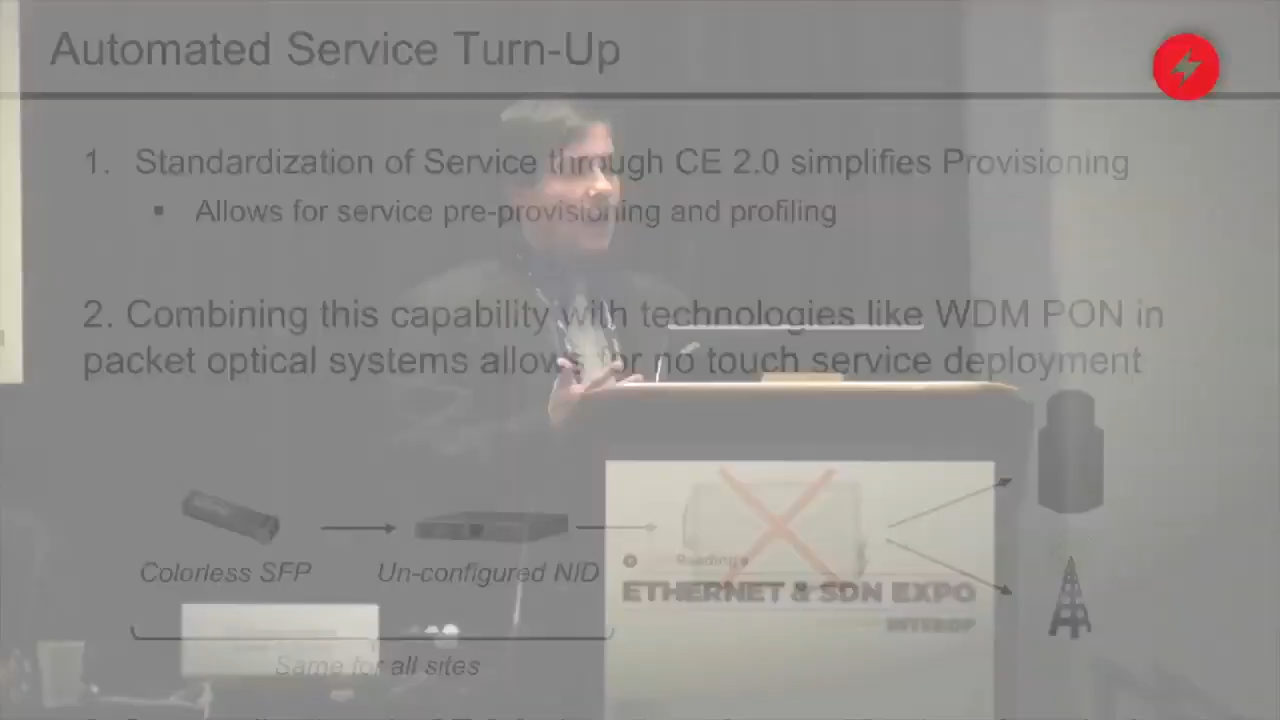 Automated Service Turn-Up
1. Standardization of Service through CE 2.0 simplifies Provisioning
▪ Allows for service pre-provisioning and profiling
2. Combining this capability with technologies like WDM PON in
packet optical systems allows for no touch service deployment
Colorless SFP
Un-configured NID
Reading's
ETHERNET & SDN EXPO
INTEROP
Same for all sites